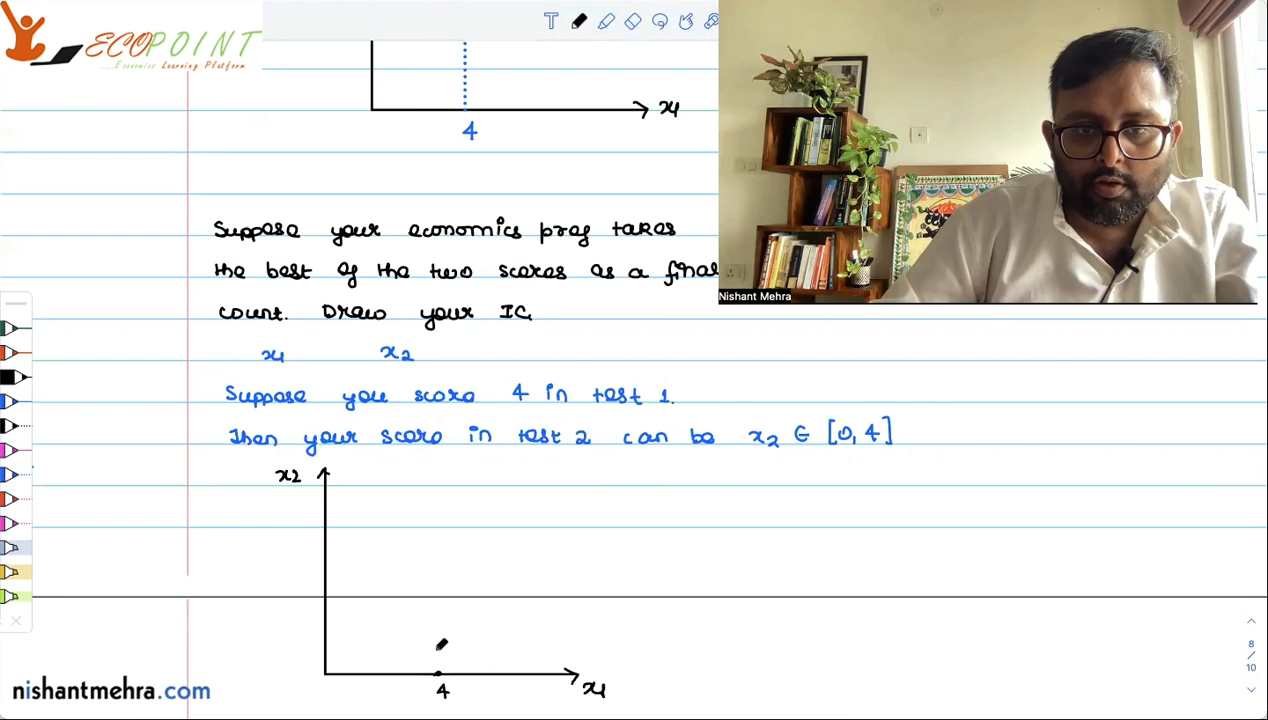 ECOPOINT
.....Economics Learning Platform
T
x1
4
Suppose your economics prof takes
the best of the two scores as a final
count. Draw your IC.
x1 x2
Suppose you score 4 in test 1.
Then your score in test 2 can be x2 ∈ [0, 4]
x2
4
x1
Nishant Mehra
8
/
10
nishantmehra.com